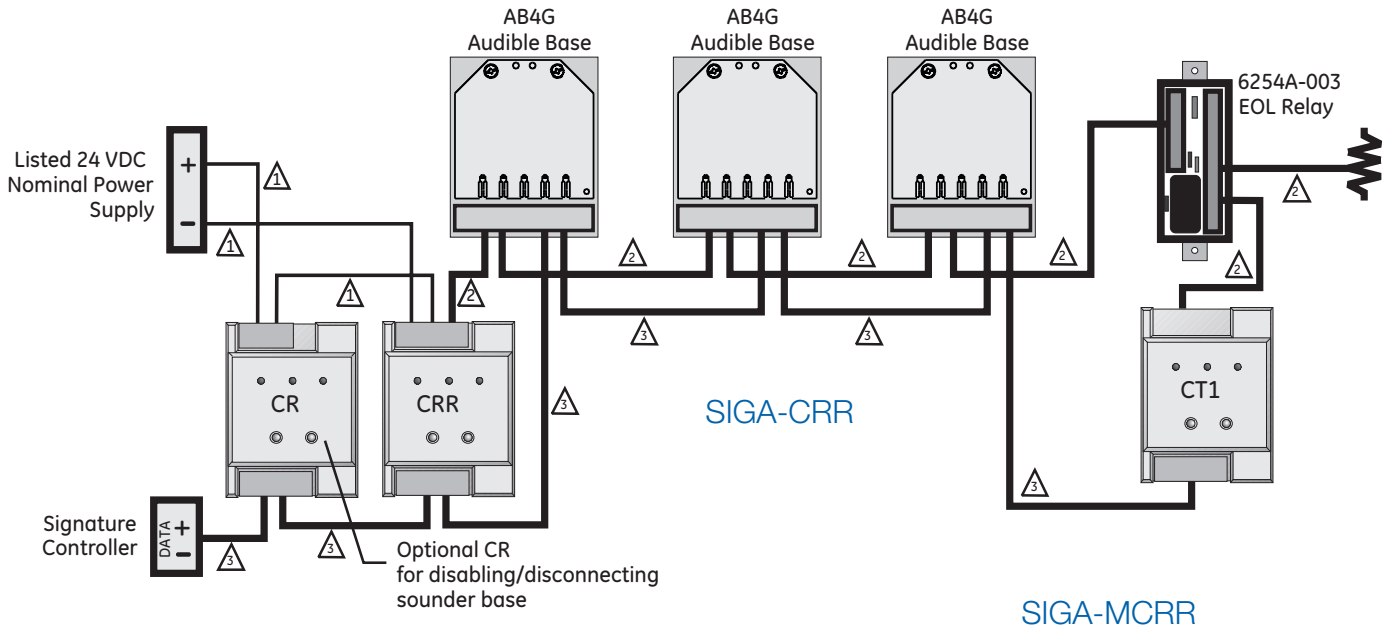 AB4G
Audible Base
AB4G
Audible Base
AB4G
Audible Base
6254A-003
EOL Relay
Listed 24 VDC
Nominal Power
Supply
+
-
1
1
1
2
2
2
2
2
2
3
3
3
CR
CRR
CT1
SIGA-CRR
3
3
3
Signature
Controller
DATA
+
-
Optional CR
for disabling/disconnecting
sounder base
SIGA-MCRR